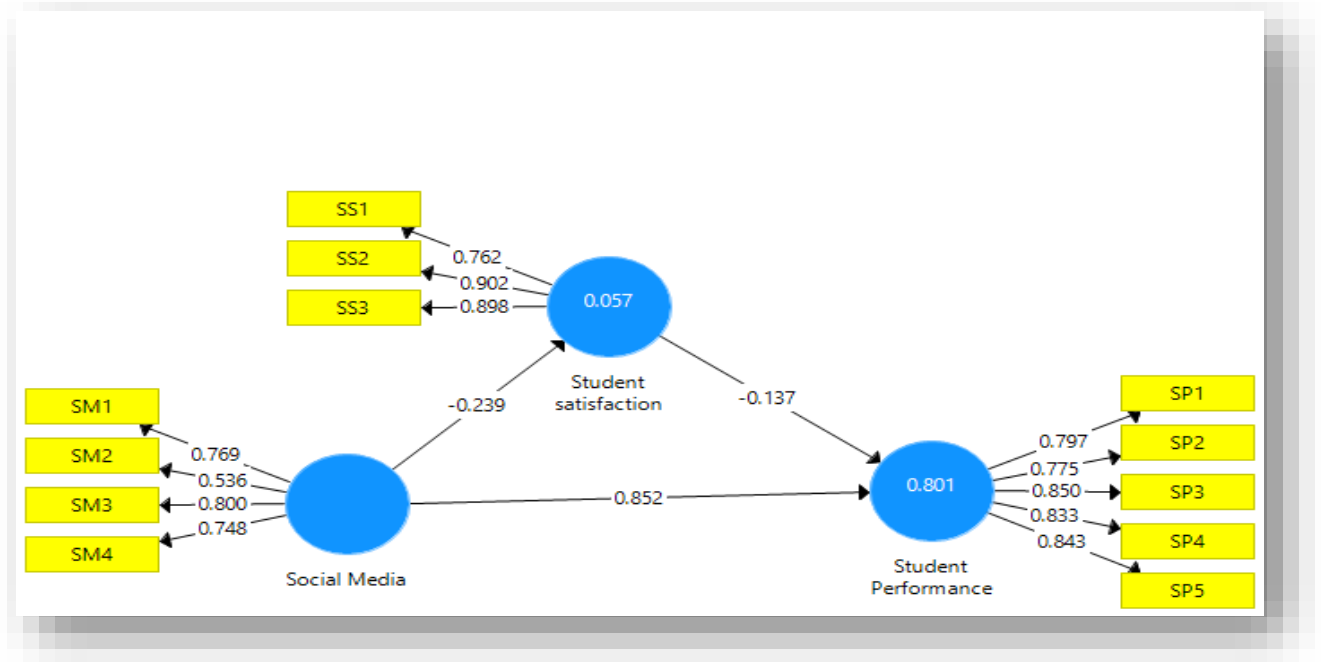 SS1
SS2
SS3
0.762
0.902
0.898
0.057
Student
satisfaction
-0.239
-0.137
SM1
SM2
SM3
SM4
0.769
0.536
0.800
0.748
Social Media
0.852
0.801
Student
Performance
0.797
0.775
0.850
0.833
0.843
SP1
SP2
SP3
SP4
SP5